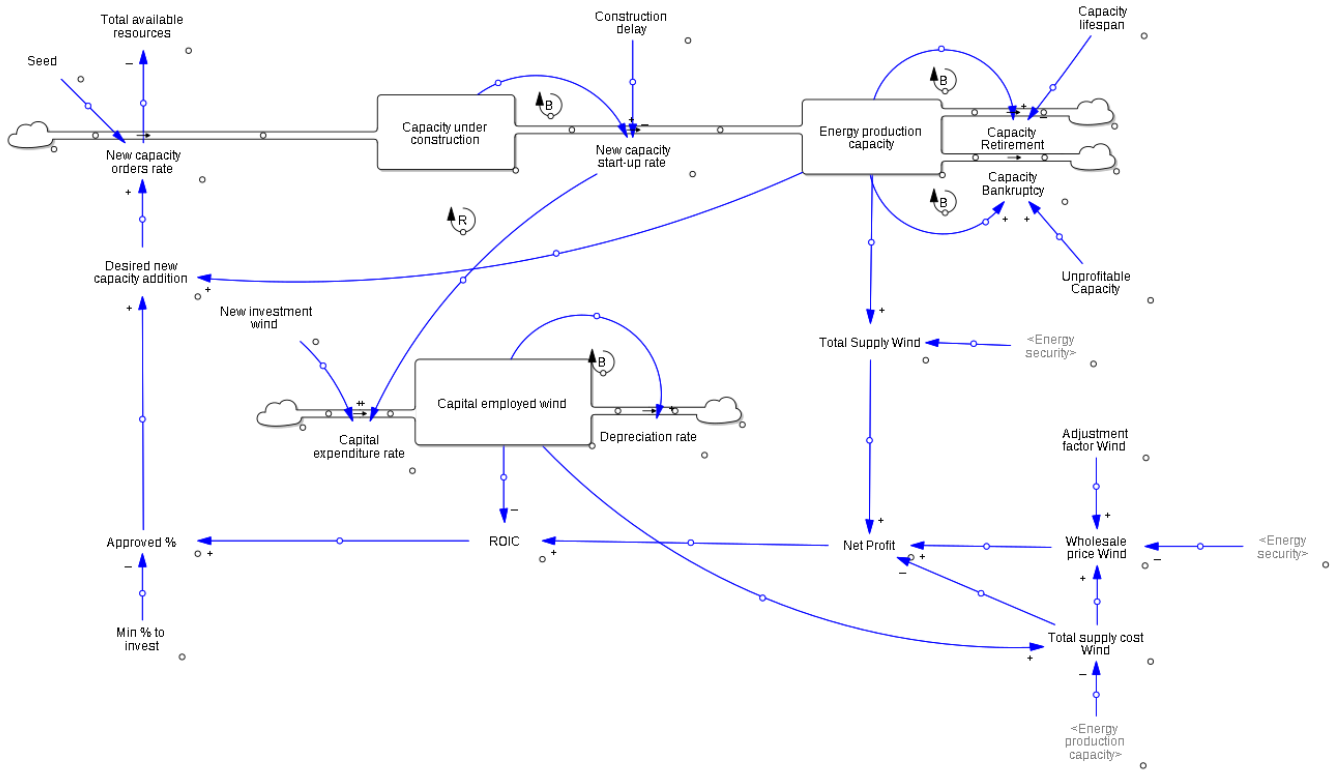 Total available
resources
Seed
Construction
delay
Capacity
lifespan
B
B
Capacity under
construction
Energy production
capacity
New capacity
orders rate
New capacity
start-up rate
Capacity
Retirement
Capacity
Bankruptcy
B
R
Desired new
capacity addition
Unprofitable
Capacity
New investment
wind
Total Supply Wind
<Energy
security>
B
Capital employed wind
Capital
expenditure rate
Depreciation rate
Adjustment
factor Wind
Approved %
ROIC
Net Profit
Wholesale
price Wind
<Energy
security>
Min % to
invest
Total supply cost
Wind
<Energy
production
capacity>